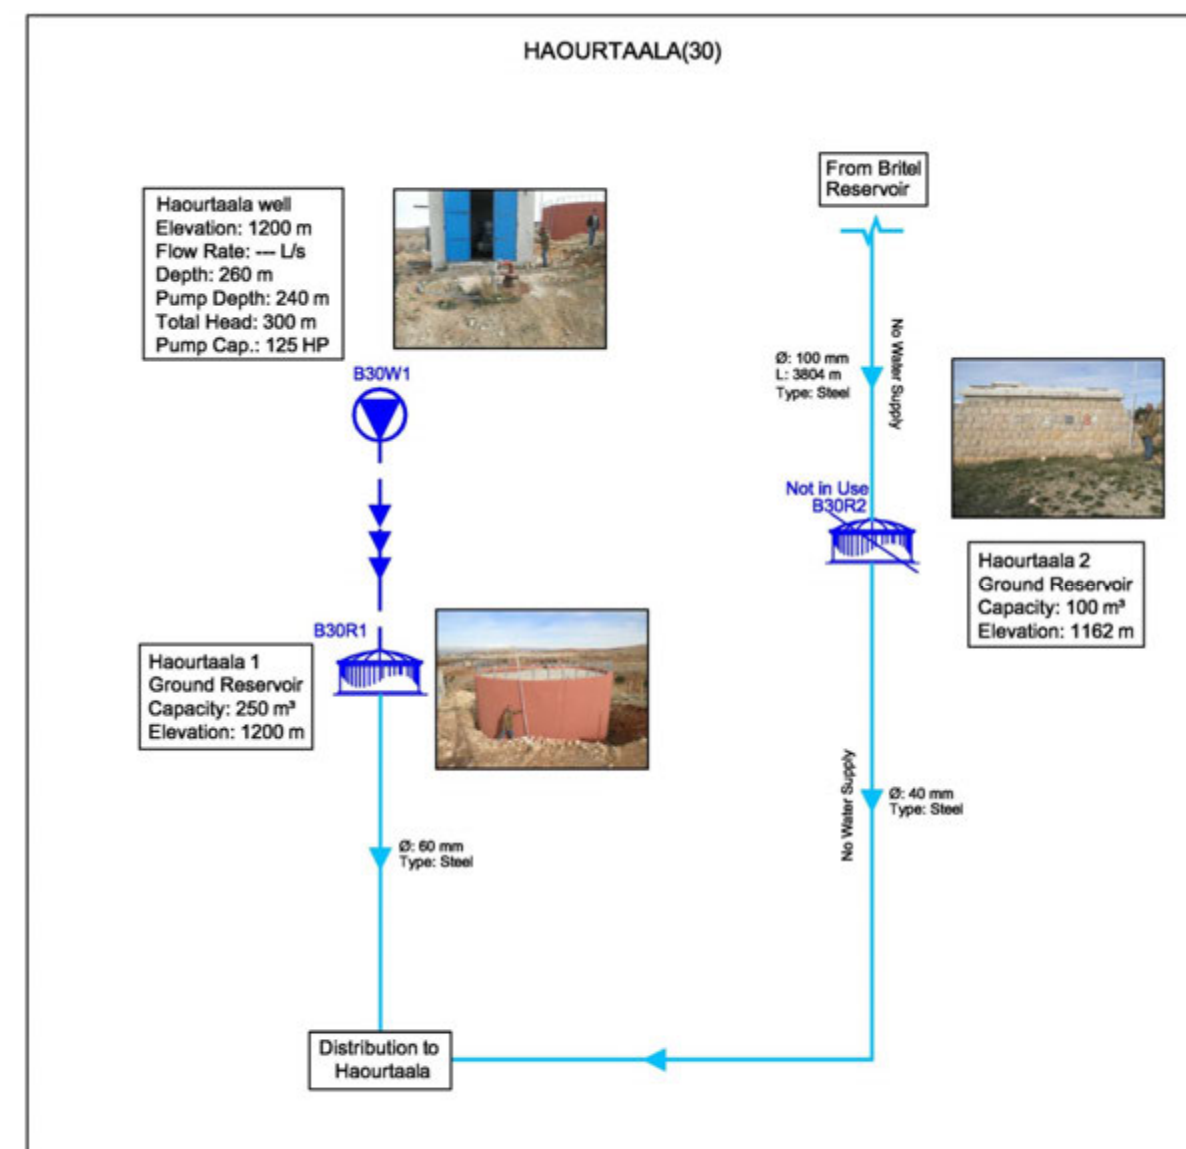 HAOURTAALA(30)
Haourtaala well
Elevation: 1200 m
Flow Rate: --- L/s
Depth: 260 m
Pump Depth: 240 m
Total Head: 300 m
Pump Cap.: 125 HP
B30W1
B30R1
Haourtaala 1
Ground Reservoir
Capacity: 250 m³
Elevation: 1200 m
Ø: 60 mm
Type: Steel
Distribution to
Haourtaala
From Britel
Reservoir
Ø: 100 mm
L: 3804 m
Type: Steel
No Water Supply
Not in Use
B30R2
Haourtaala 2
Ground Reservoir
Capacity: 100 m³
Elevation: 1162 m
No Water Supply
Ø: 40 mm
Type: Steel